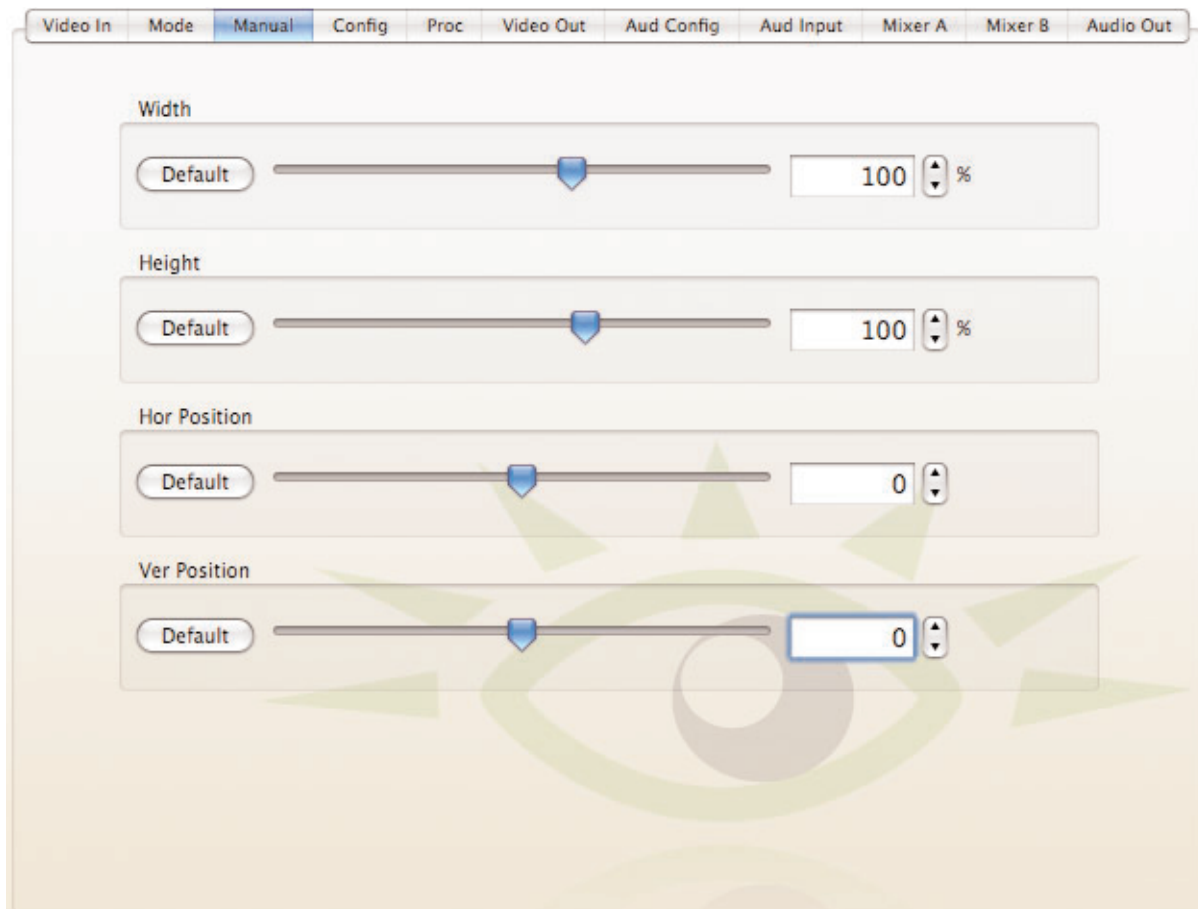 Video In Mode Manual Config Proc Video Out Aud Config Aud Input Mixer A Mixer B Audio Out
Width
Default 100 %
Height
Default 100 %
Hor Position
Default 0
Ver Position
Default 0